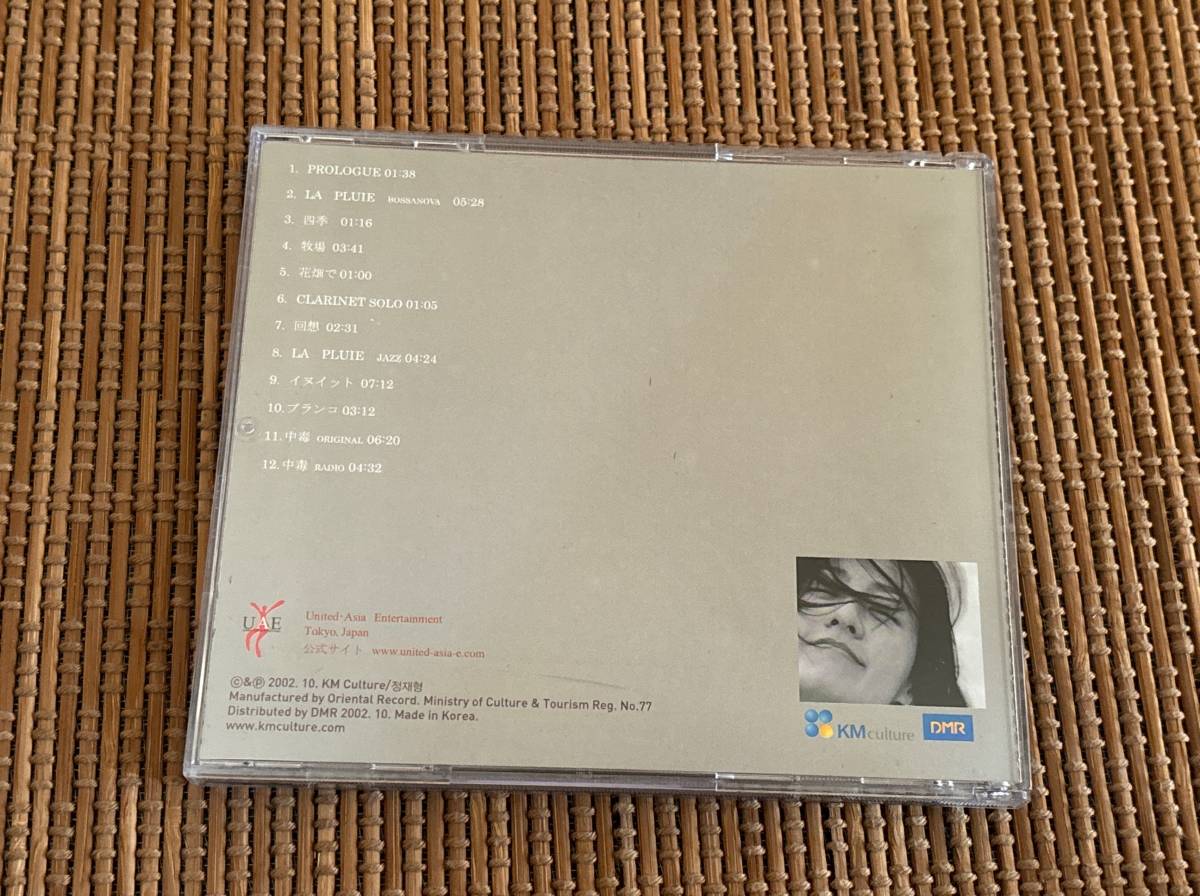 1. PROLOGUE 01:38
2. LA PLUIE BOSSANOVA 05:28
3. 四季 01:16
4. 牧場 03:41
5. 花畑で 01:00
6. CLARINET SOLO 01:05
7. 回想 02:31
8. LA PLUIE JAZZ 04:24
9. イヌイット 07:12
10. ブランコ 03:12
11. 中毒 ORIGINAL 06:20
12. 中毒 RADIO 04:32
UAE
United·Asia Entertainment
Tokyo, Japan
公式サイト www.united-asia-e.com
ⓒ&ⓟ 2002. 10. KM Culture/정재형
Manufactured by Oriental Record. Ministry of Culture & Tourism Reg. No.77
Distributed by DMR 2002. 10. Made in Korea.
www.kmculture.com
KM culture
DMR